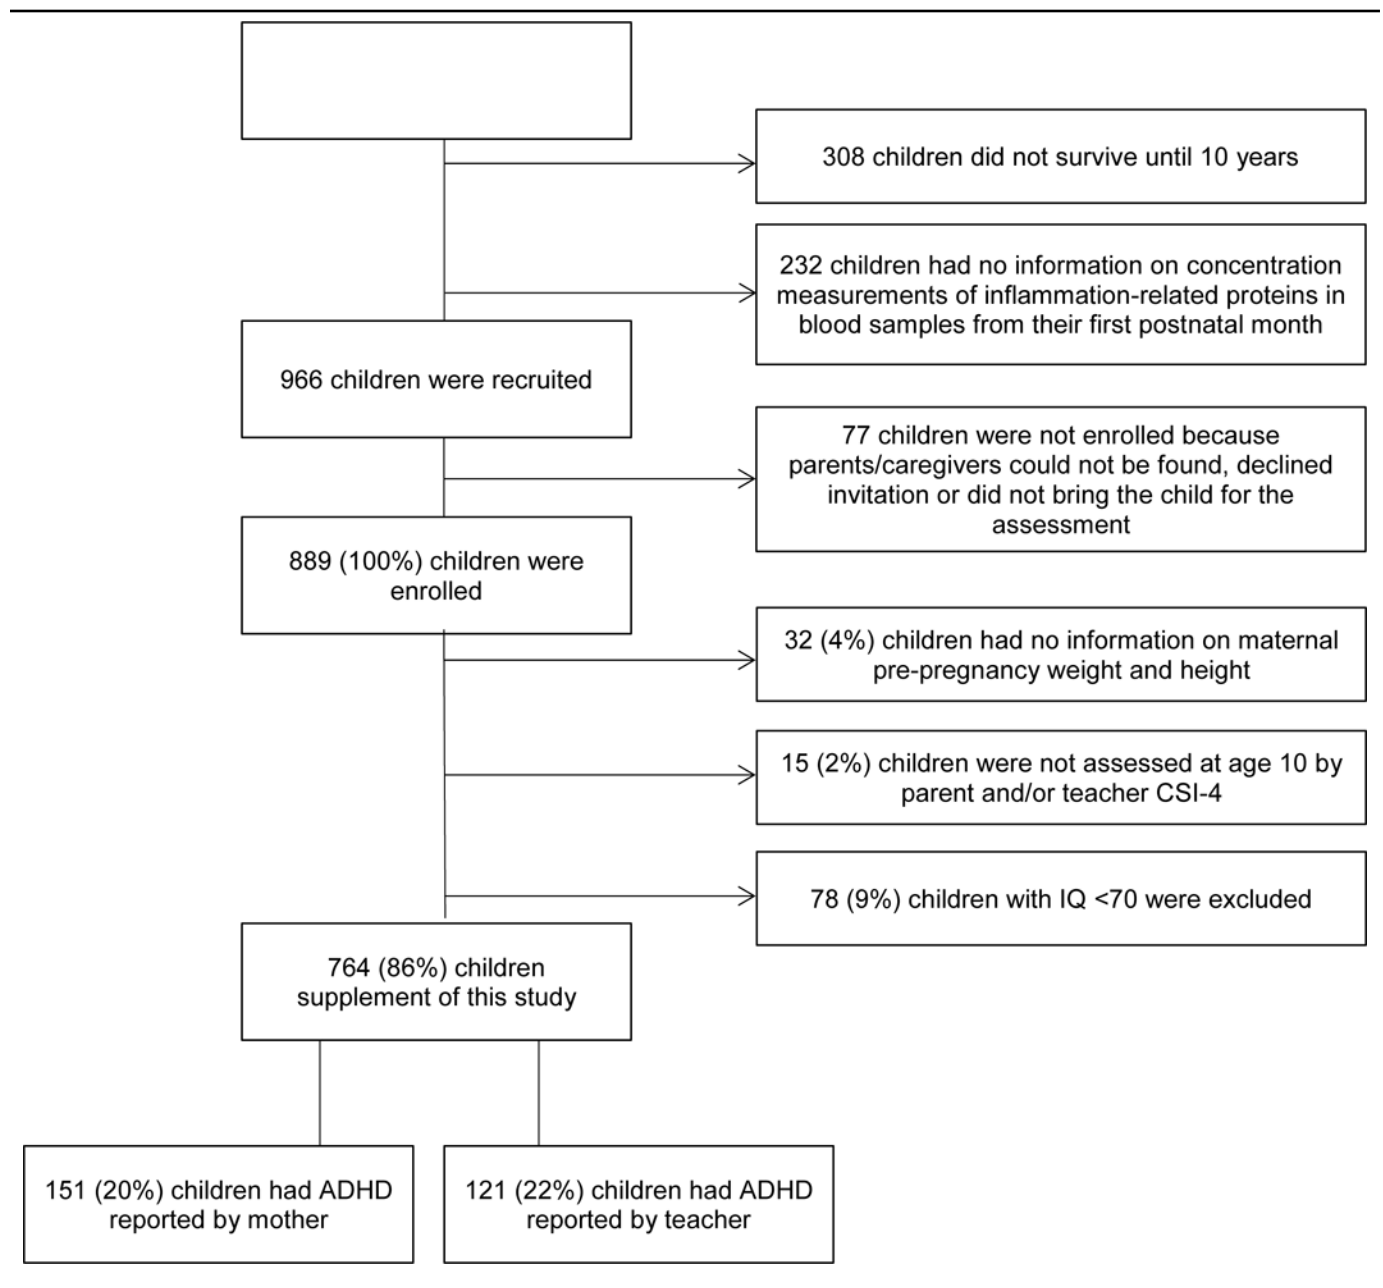 308 children did not survive until 10 years
232 children had no information on concentration
measurements of inflammation-related proteins in
blood samples from their first postnatal month
966 children were recruited
77 children were not enrolled because
parents/caregivers could not be found, declined
invitation or did not bring the child for the
assessment
889 (100%) children were
enrolled
32 (4%) children had no information on maternal
pre-pregnancy weight and height
15 (2%) children were not assessed at age 10 by
parent and/or teacher CSI-4
78 (9%) children with IQ <70 were excluded
764 (86%) children
supplement of this study
151 (20%) children had ADHD
reported by mother
121 (22%) children had ADHD
reported by teacher